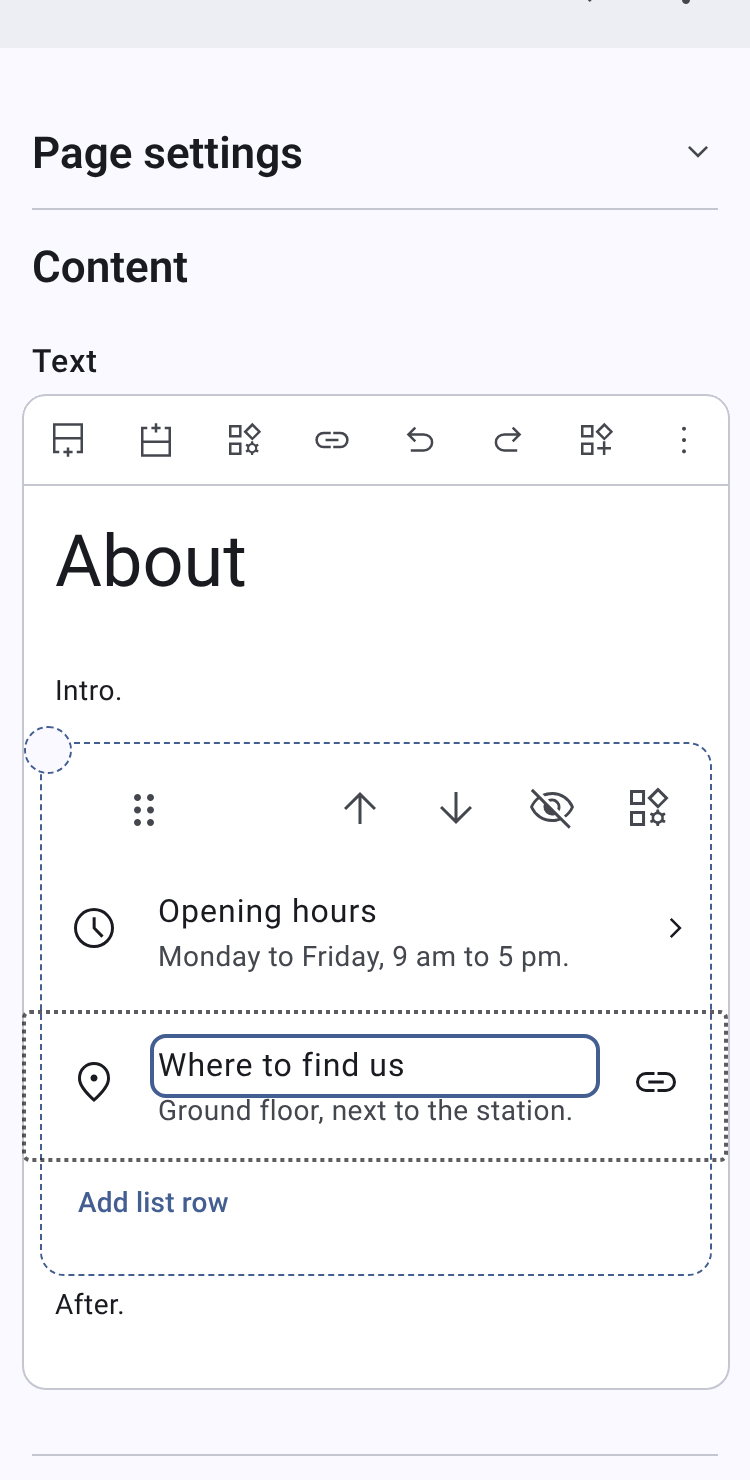 Page settings
Content
Text
About
Intro.
Opening hours
Monday to Friday, 9 am to 5 pm.
Where to find us
Ground floor, next to the station.
Add list row
After.